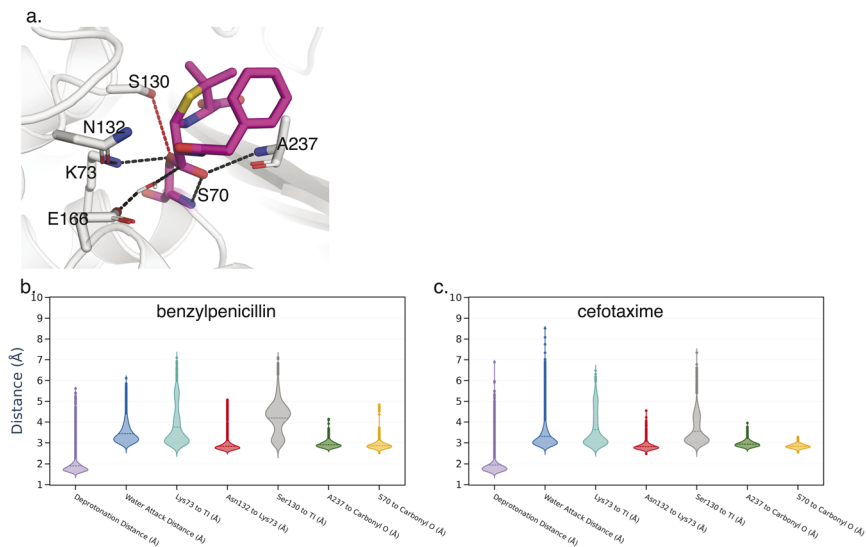 a.
S130
N132
A237
K73
S70
E166
b.
benzylpenicillin
10
9
8
7
6
5
4
3
2
1
Distance (Å)
Deprotonation Distance (Å)
Water Attack Distance (Å)
Lys73 to TI (Å)
Asn132 to Lys73 (Å)
Ser130 to TI (Å)
A237 to Carbonyl O (Å)
S70 to Carbonyl O (Å)
c.
cefotaxime
10
9
8
7
6
5
4
3
2
1
Deprotonation Distance (Å)
Water Attack Distance (Å)
Lys73 to TI (Å)
Asn132 to Lys73 (Å)
Ser130 to TI (Å)
A237 to Carbonyl O (Å)
S70 to Carbonyl O (Å)